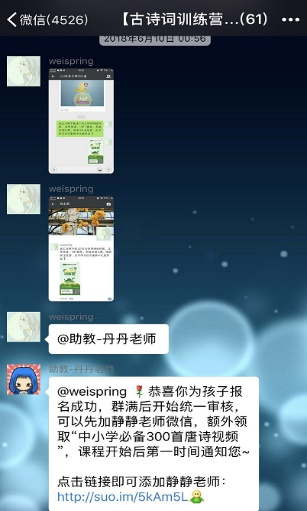 微信(4526)
【古诗词训练营...(61)
2018年6月10日 00:56
weispring
weispring
weispring
@助教-丹丹老师
助教-丹丹老师
@weispring 🌹恭喜你为孩子报
名成功，群满后开始统一审核，
可以先加静静老师微信，额外领
取“中小学必备300首唐诗视频
”，课程开始后第一时间通知您~
点击链接即可添加静静老师：
http://suo.im/5kAm5L